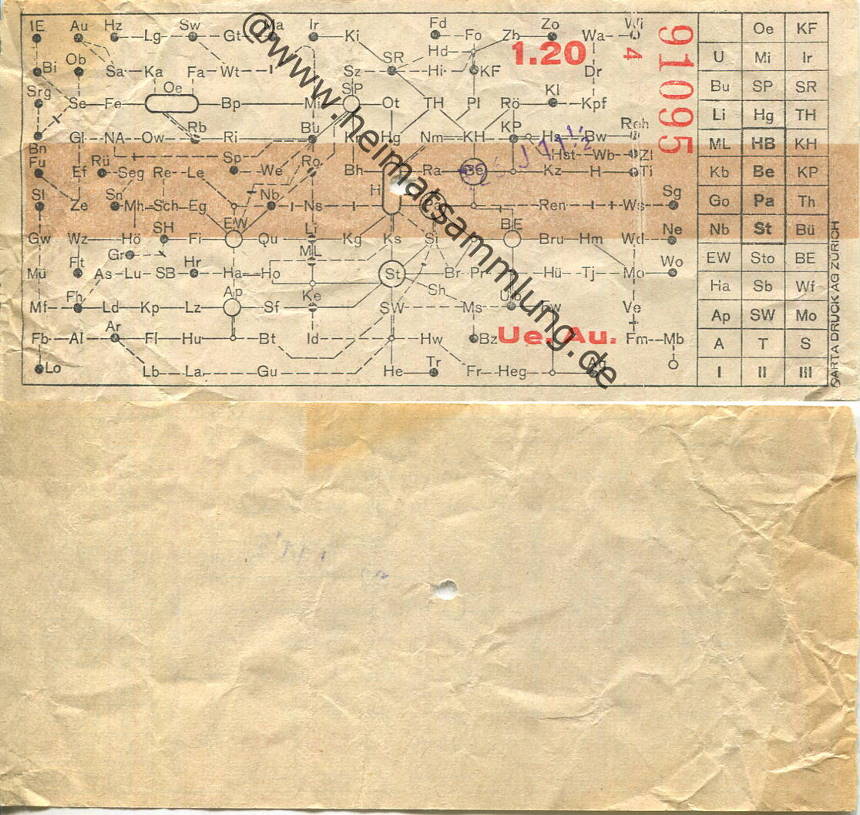 IE Au Hz Sw Ma Ir Fd Zo Wi Oe KF
Lg Gt Ki Fo Zb Wa
Hd 1.20 4 91095
Bi Ob SR U Mi Ir
Sa Ka Fa Wt Sz Hi KF Dr
Srg Oe SP Kl Bu SP SR
Se Fe Bp Mi Ot TH Pl Rö Kpf
Rb Bü KP Reh Li Hg TH
Gl NA Ow Ri Hg Nm KH Ha Bw
Bn ML HB KH
Fu Rü Sp Ro Hst Wb Zl
Ef Seg Re Le We Bh Ra Be Kz H Ti Kb Be KP
Sl Sn Nb H Sg
Ze Mh Sch Eg Ns Ren Ws Go Pa Th
SH EW BE Ne Nb St Bü
Gw Wz Hö Fi Qu Kg Ks Si Bru Hm Wd
Gr ML Wo EW Sto BE
Mü Flt As Lu SB Hr Ha Ho St Br Hü Tj Mo
Fh Ap Ke Sh Ha Sb Wf
Mf Ld Kp Lz Sf SW Ms Ve Ap SW Mo
Ar Ue. Au.
Fb Al Fl Hu Bt Id Hw Bz Fm Mb A T S
Lo Tr
Lb La Gu He Fr Heg I II III
CARTA DRUCK AG ZÜRICH
@www.heimatsammlung.de